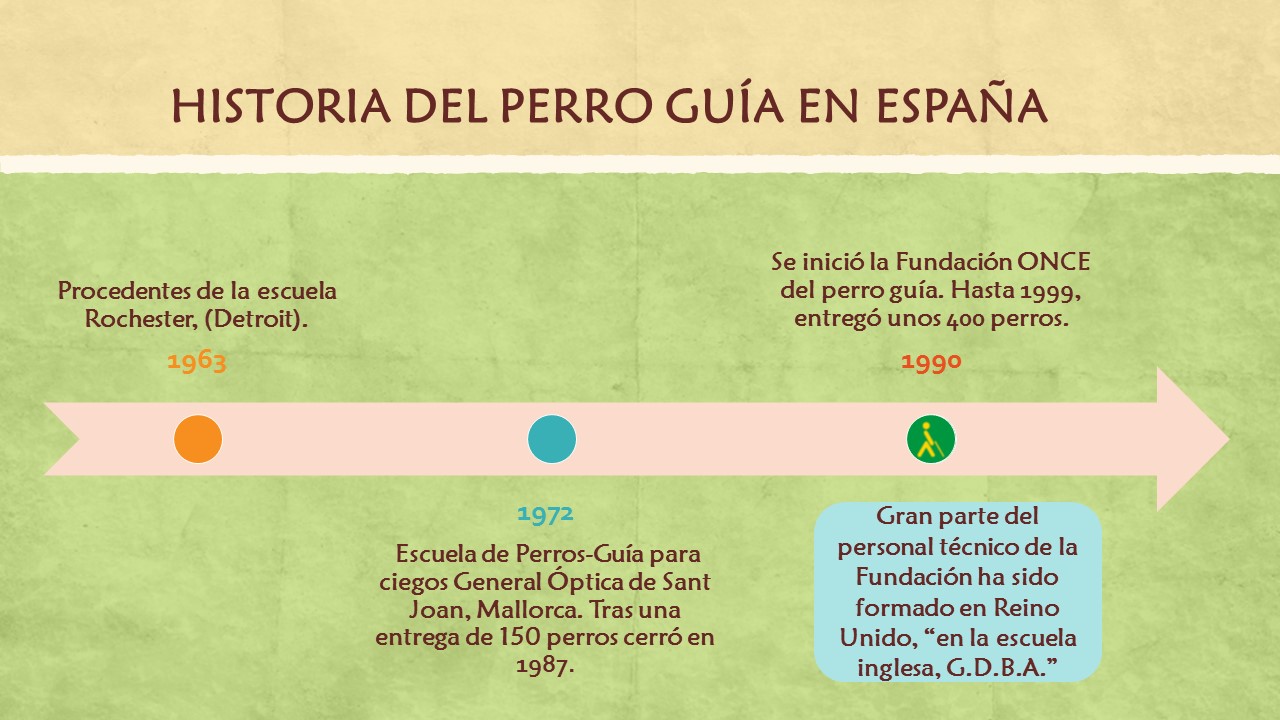 HISTORIA DEL PERRO GUÍA EN ESPAÑA
Procedentes de la escuela
Rochester, (Detroit).
1963
1972
Escuela de Perros-Guía para
ciegos General Óptica de Sant
Joan, Mallorca. Tras una
entrega de 150 perros cerró en
1987.
Se inició la Fundación ONCE
del perro guía. Hasta 1999,
entregó unos 400 perros.
1990
Gran parte del
personal técnico de la
Fundación ha sido
formado en Reino
Unido, “en la escuela
inglesa, G.D.B.A.”